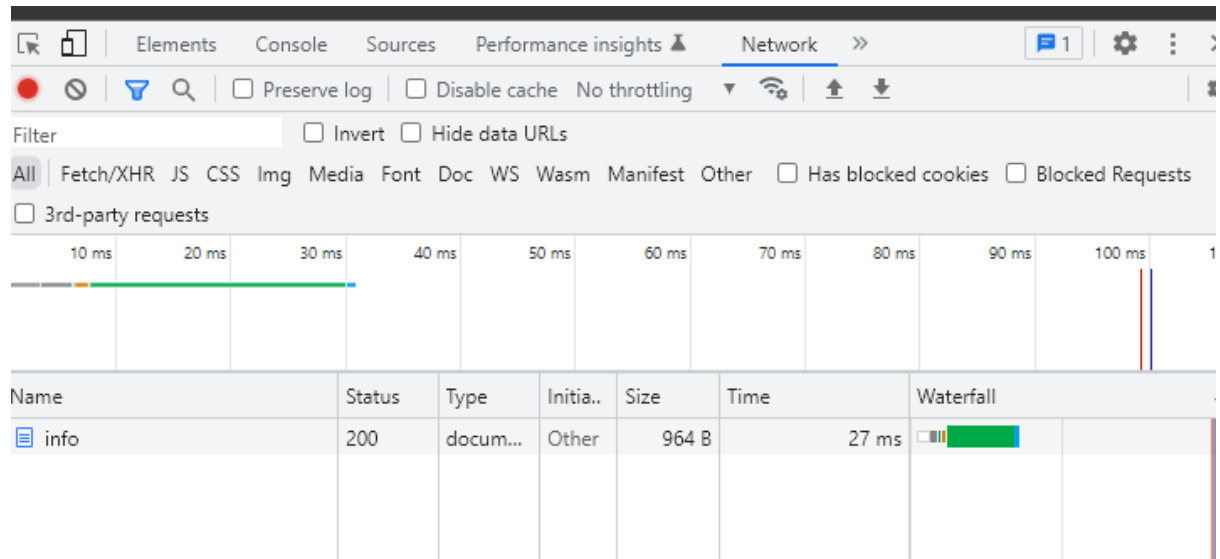 Elements Console Sources Performance insights Network 1
Preserve log Disable cache No throttling
Filter Invert Hide data URLs
All Fetch/XHR JS CSS Img Media Font Doc WS Wasm Manifest Other Has blocked cookies Blocked Requests
3rd-party requests
10 ms 20 ms 30 ms 40 ms 50 ms 60 ms 70 ms 80 ms 90 ms 100 ms 1
Name Status Type Initia.. Size Time Waterfall
info 200 docum... Other 964 B 27 ms